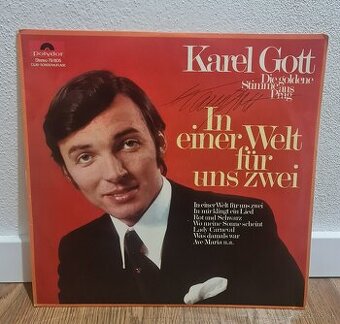 polydor
Karel Gott
Die goldene
Stimme aus
Prag
In
einer Welt
für
uns zwei
In einer Welt für uns zwei
In mir klingt ein Lied
Rot und Schwarz
Wo meine Sonne scheint
Lady Carneval
Was damals war
Ave Maria u.a.